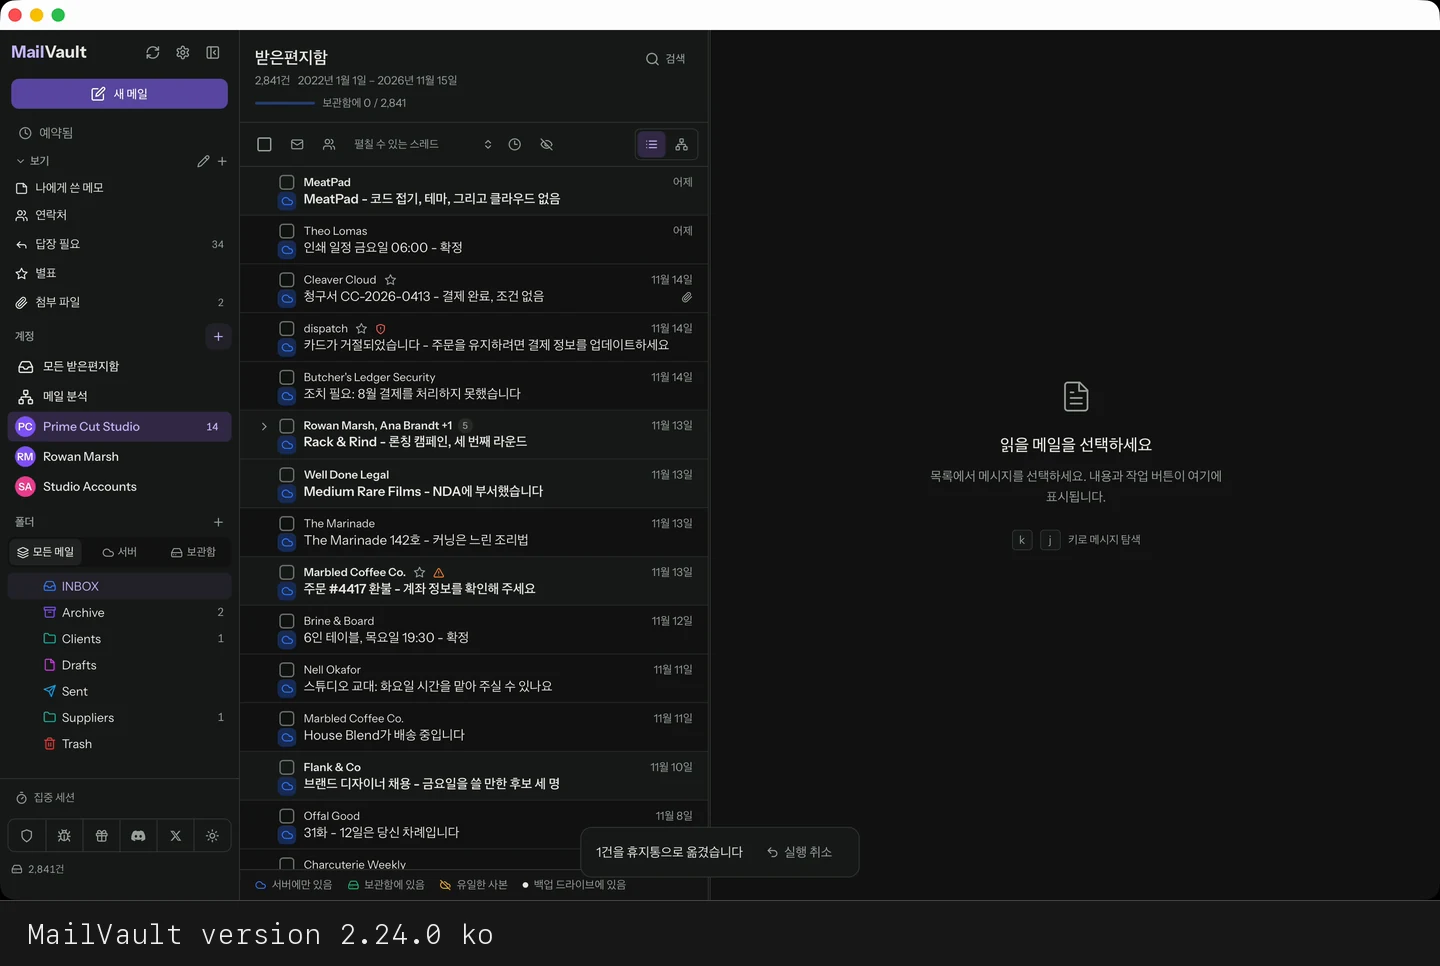 MailVault
새 메일
예약됨
보기
나에게 쓴 메모
연락처
답장 필요 34
별표
첨부 파일 2
계정
모든 받은편지함
메일 분석
PC Prime Cut Studio 14
RM Rowan Marsh
SA Studio Accounts
폴더
모든 메일 서버 보관함
INBOX
Archive 2
Clients 1
Drafts
Sent
Suppliers 1
Trash
집중 세션
2,841건
받은편지함
검색
2,841건 2022년 1월 1일 – 2026년 11월 15일
보관함에 0 / 2,841
펼칠 수 있는 스레드
MeatPad 어제
MeatPad – 코드 접기, 테마, 그리고 클라우드 없음
Theo Lomas 어제
인쇄 일정 금요일 06:00 – 확정
Cleaver Cloud 11월 14일
청구서 CC-2026-0413 – 결제 완료, 조건 없음
dispatch 11월 14일
카드가 거절되었습니다 – 주문을 유지하려면 결제 정보를 업데이트하세요
Butcher's Ledger Security 11월 14일
조치 필요: 8월 결제를 처리하지 못했습니다
Rowan Marsh, Ana Brandt +1 5 11월 13일
Rack & Rind – 론칭 캠페인, 세 번째 라운드
Well Done Legal 11월 13일
Medium Rare Films – NDA에 부서했습니다
The Marinade 11월 13일
The Marinade 142호 – 커닝은 느린 조리법
Marbled Coffee Co. 11월 13일
주문 #4417 환불 – 계좌 정보를 확인해 주세요
Brine & Board 11월 12일
6인 테이블, 목요일 19:30 – 확정
Nell Okafor 11월 11일
스튜디오 교대: 화요일 시간을 맡아 주실 수 있나요
Marbled Coffee Co. 11월 11일
House Blend가 배송 중입니다
Flank & Co 11월 10일
브랜드 디자이너 채용 – 금요일을 쓸 만한 후보 세 명
Offal Good 11월 8일
31화 – 12일은 당신 차례입니다
Charcuterie Weekly
서버에만 있음 보관함에 있음 유일한 사본 백업 드라이브에 있음
읽을 메일을 선택하세요
목록에서 메시지를 선택하세요. 내용과 작업 버튼이 여기에
표시됩니다.
k j 키로 메시지 탐색
1건을 휴지통으로 옮겼습니다 실행 취소
MailVault version 2.24.0 ko